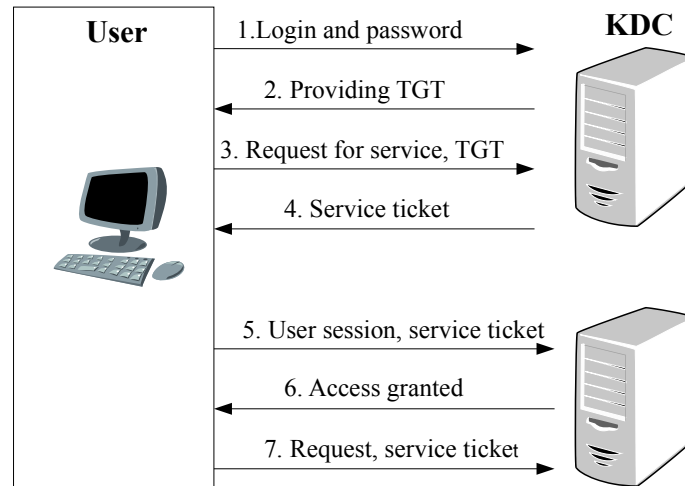 User
KDC
1.Login and password
2. Providing TGT
3. Request for service, TGT
4. Service ticket
5. User session, service ticket
6. Access granted
7. Request, service ticket